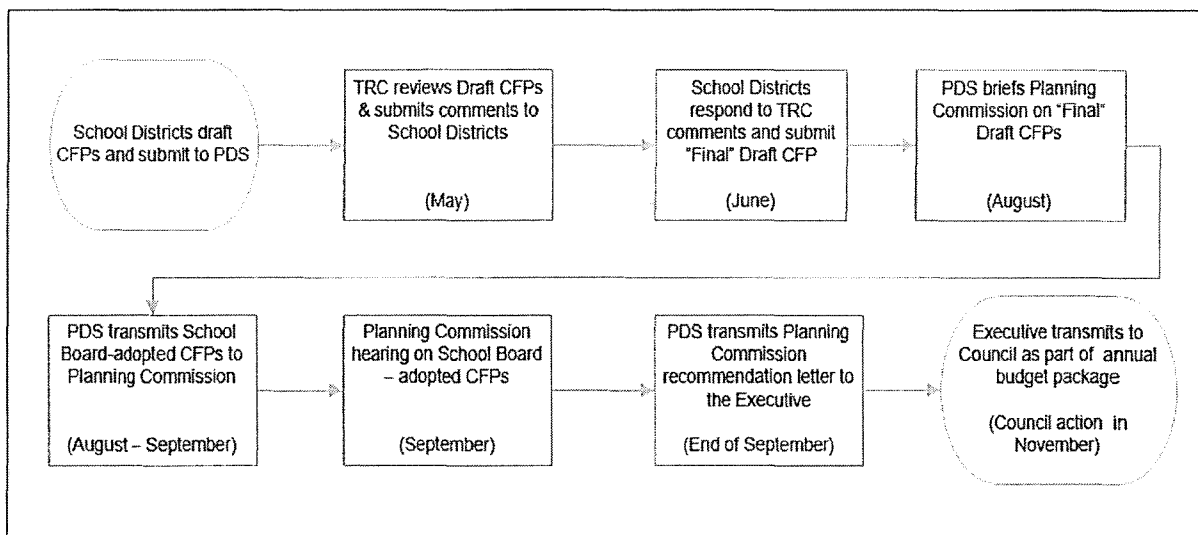 School Districts draft
CFPs and submit to PDS
TRC reviews Draft CFPs
& submits comments to
School Districts
(May)
School Districts
respond to TRC
comments and submit
"Final" Draft CFP
(June)
PDS briefs Planning
Commission on "Final"
Draft CFPs
(August)
PDS transmits School
Board-adopted CFPs to
Planning Commission
(August – September)
Planning Commission
hearing on School Board
– adopted CFPs
(September)
PDS transmits Planning
Commission
recommendation letter to
the Executive
(End of September)
Executive transmits to
Council as part of annual
budget package
(Council action in
November)